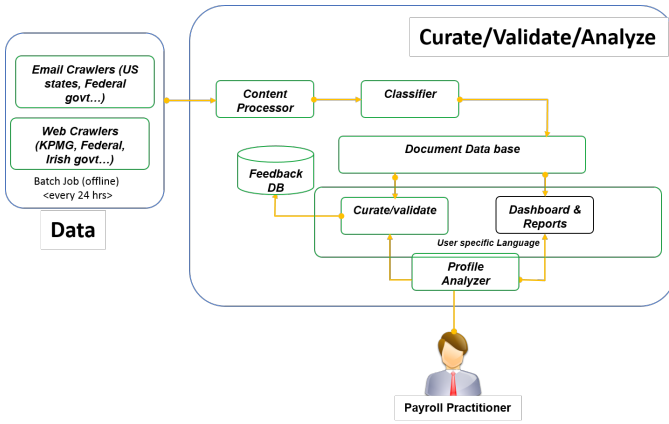 Curate/Validate/Analyze
Email Crawlers (US
states, Federal
govt…)
Web Crawlers
(KPMG, Federal,
Irish govt…)
Batch Job (offline)
<every 24 hrs>
Data
Content
Processor
Classifier
Document Data base
Feedback
DB
Curate/validate
Dashboard &
Reports
User specific Language
Profile
Analyzer
Payroll Practitioner